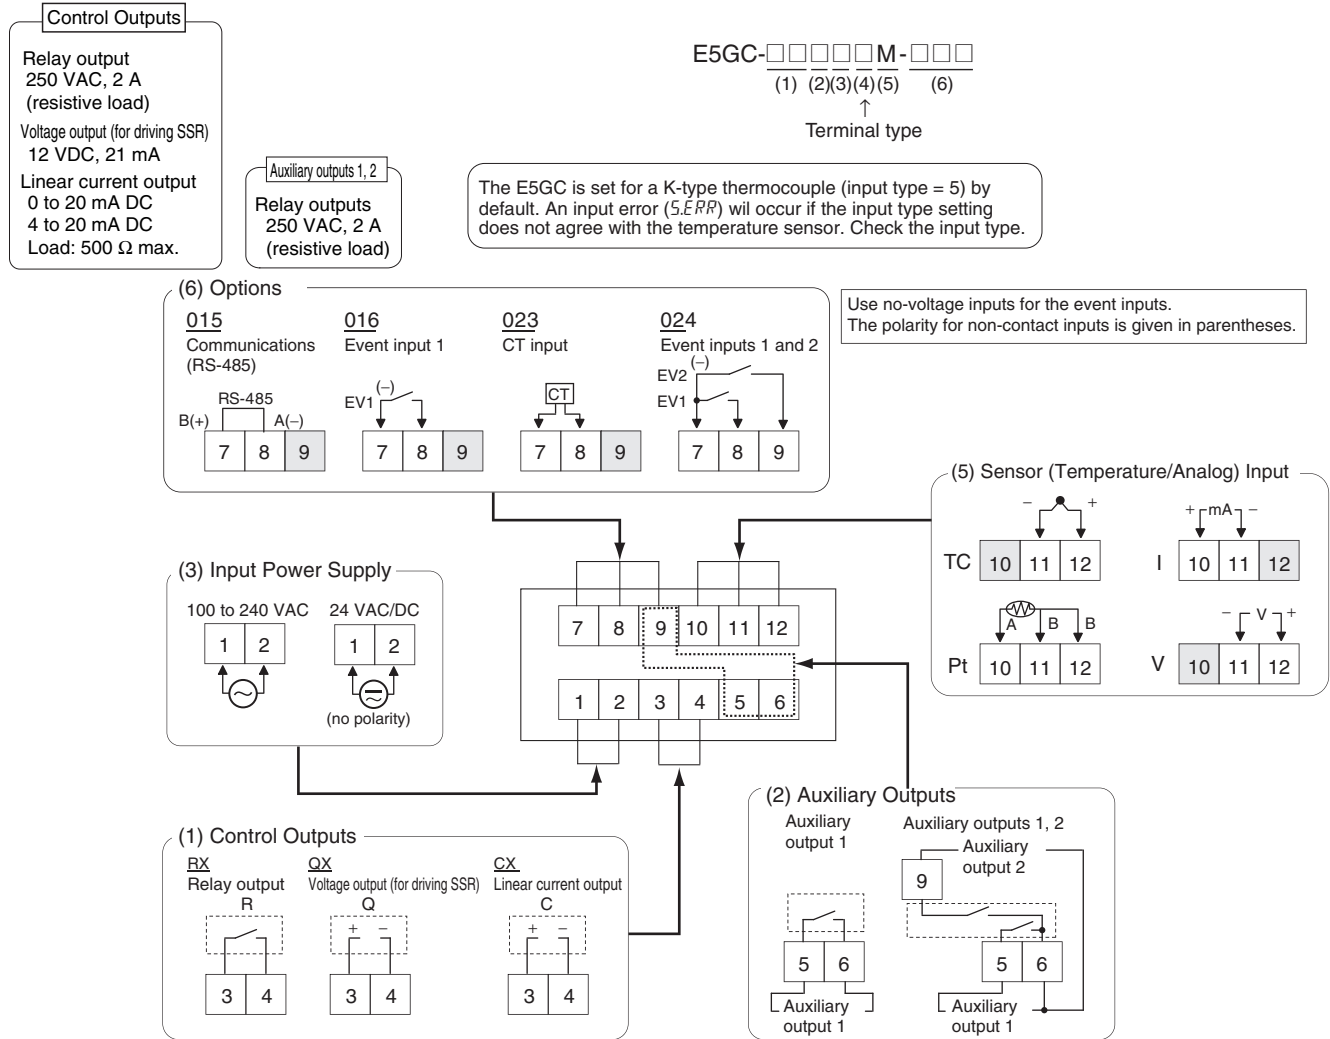 Control Outputs
Relay output
250 VAC, 2 A
(resistive load)
Voltage output (for driving SSR)
12 VDC, 21 mA
Linear current output
0 to 20 mA DC
4 to 20 mA DC
Load: 500 Ω max.
Auxiliary outputs 1, 2
Relay outputs
250 VAC, 2 A
(resistive load)
E5GC-□□□□□M-□□□
(1) (2)(3)(4)(5) (6)
↑
Terminal type
The E5GC is set for a K-type thermocouple (input type = 5) by
default. An input error (S.ERR) wil occur if the input type setting
does not agree with the temperature sensor. Check the input type.
Use no-voltage inputs for the event inputs.
The polarity for non-contact inputs is given in parentheses.
(6) Options
015
Communications
(RS-485)
RS-485
B(+) A(−)
7 8 9
016
Event input 1
(−)
EV1
7 8 9
023
CT input
CT
7 8 9
024
Event inputs 1 and 2
(−)
EV2
EV1
7 8 9
(5) Sensor (Temperature/Analog) Input
− +
TC 10 11 12
+ mA −
I 10 11 12
A B B
Pt 10 11 12
− V +
V 10 11 12
(3) Input Power Supply
100 to 240 VAC
1 2
24 VAC/DC
1 2
(no polarity)
7 8 9 10 11 12
1 2 3 4 5 6
(1) Control Outputs
RX
Relay output
R
3 4
QX
Voltage output (for driving SSR)
Q
+ −
3 4
CX
Linear current output
C
+ −
3 4
(2) Auxiliary Outputs
Auxiliary
output 1
5 6
Auxiliary
output 1
Auxiliary outputs 1, 2
Auxiliary
output 2
9
5 6
Auxiliary
output 1